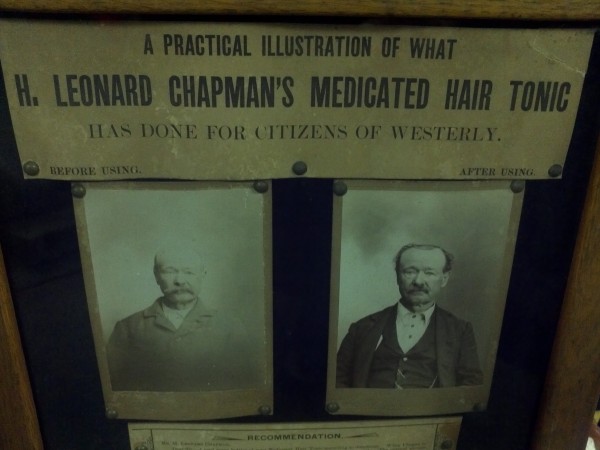 A PRACTICAL ILLUSTRATION OF WHAT
H. LEONARD CHAPMAN'S MEDICATED HAIR TONIC
HAS DONE FOR CITIZENS OF WESTERLY.
BEFORE USING. AFTER USING.
RECOMMENDATION